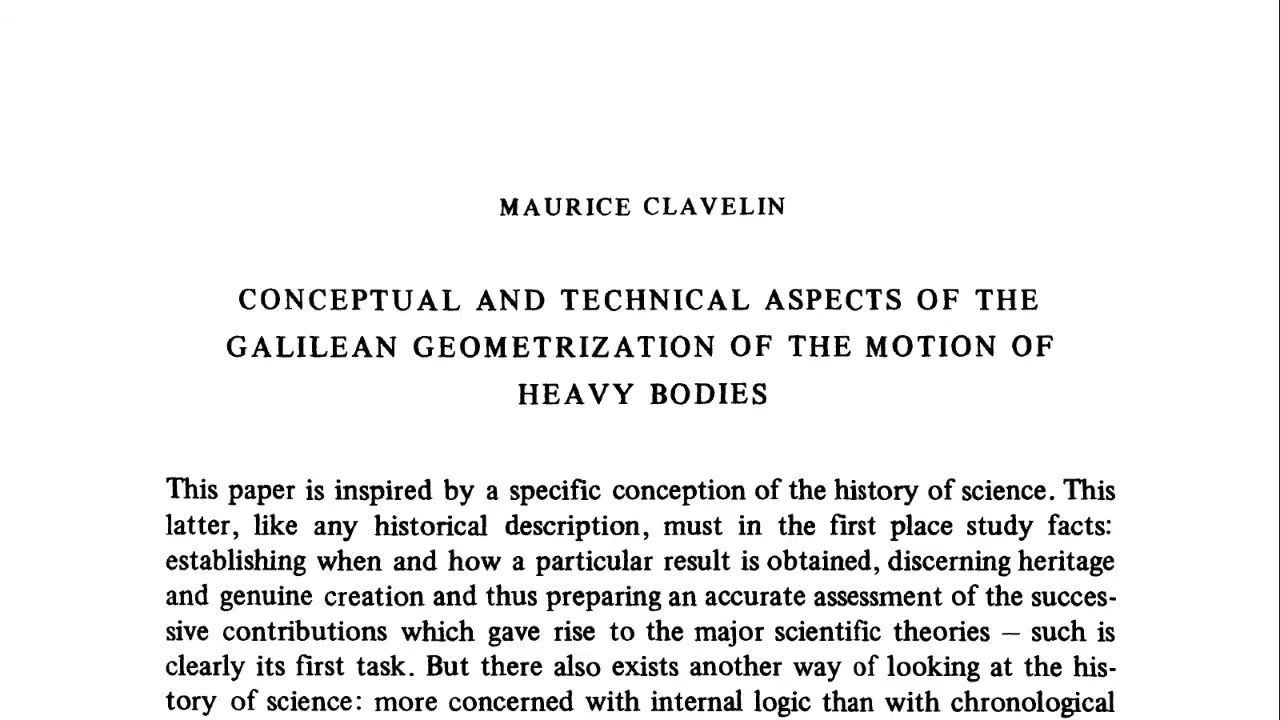 MAURICE CLAVELIN
CONCEPTUAL AND TECHNICAL ASPECTS OF THE
GALILEAN GEOMETRIZATION OF THE MOTION OF
HEAVY BODIES
This paper is inspired by a specific conception of the history of science. This
latter, like any historical description, must in the first place study facts:
establishing when and how a particular result is obtained, discerning heritage
and genuine creation and thus preparing an accurate assessment of the succes-
sive contributions which gave rise to the major scientific theories – such is
clearly its first task. But there also exists another way of looking at the his-
tory of science: more concerned with internal logic than with chronological